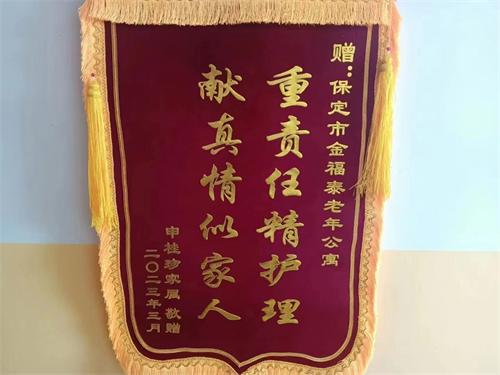 赠:保定市金福泰老年公寓
重责任精护理
献真情似家人
申桂珍家属敬赠
二〇二三年三月